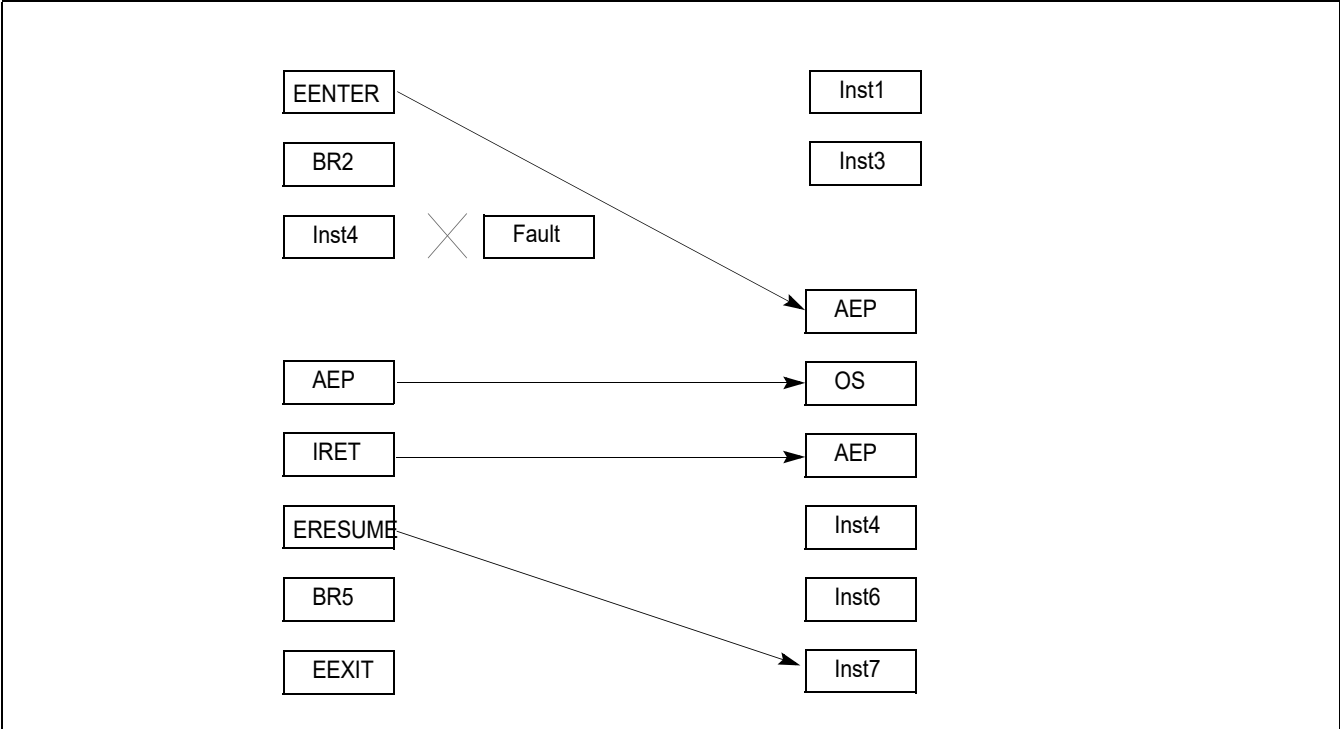 EENTER
Inst1
BR2
Inst3
Inst4
Fault
AEP
AEP
OS
IRET
AEP
ERESUME
Inst4
BR5
Inst6
EEXIT
Inst7